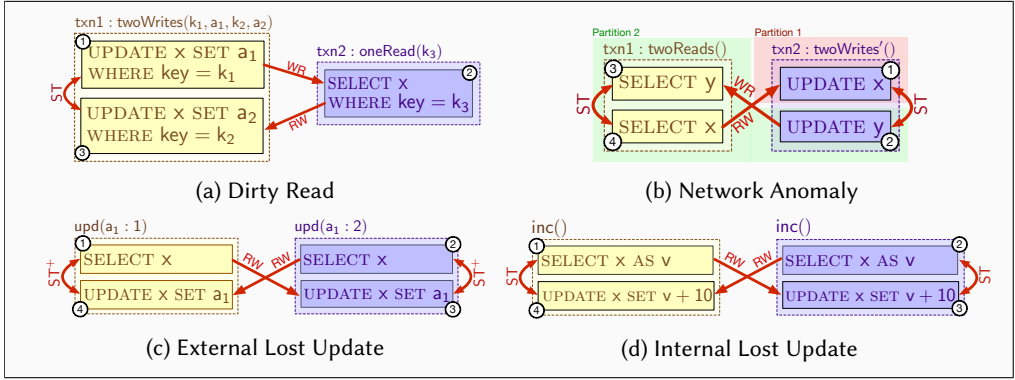 txn1 : twoWrites(k₁, a₁, k₂, a₂)
1
UPDATE x SET a₁
WHERE key = k₁
ST
UPDATE x SET a₂
WHERE key = k₂
3
WR
RW
txn2 : oneRead(k₃)
2
SELECT x
WHERE key = k₃
(a) Dirty Read
Partition 2
Partition 1
txn1 : twoReads()
txn2 : twoWrites′()
3
SELECT y
1
UPDATE x
ST
WR
RW
ST
SELECT x
4
UPDATE y
2
(b) Network Anomaly
upd(a₁ : 1)
1
SELECT x
ST⁺
UPDATE x SET a₁
4
RW
RW
upd(a₁ : 2)
2
SELECT x
ST⁺
UPDATE x SET a₁
3
(c) External Lost Update
inc()
1
SELECT x AS v
ST
UPDATE x SET v + 10
4
RW
RW
inc()
2
SELECT x AS v
ST
UPDATE x SET v + 10
3
(d) Internal Lost Update